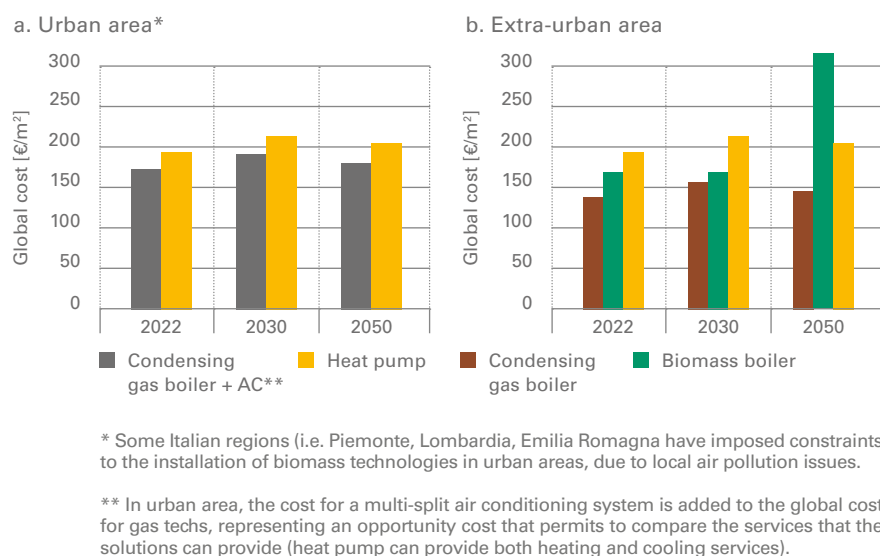 a. Urban area*
300
250
200
150
100
50
0
Global cost [€/m²]
2022 2030 2050
b. Extra-urban area
300
250
200
150
100
50
0
Global cost [€/m²]
2022 2030 2050
Condensing
gas boiler + AC**
Heat pump
Condensing
gas boiler
Biomass boiler
* Some Italian regions (i.e. Piemonte, Lombardia, Emilia Romagna have imposed constraints
to the installation of biomass technologies in urban areas, due to local air pollution issues.
** In urban area, the cost for a multi-split air conditioning system is added to the global cost
for gas techs, representing an opportunity cost that permits to compare the services that the
solutions can provide (heat pump can provide both heating and cooling services).